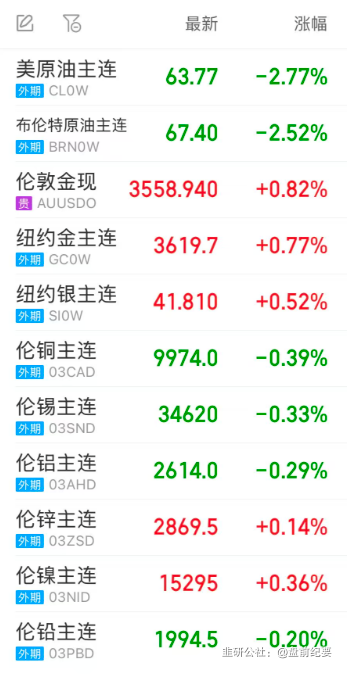 最新 涨幅
美原油主连 63.77 -2.77%
外期 CL0W
布伦特原油主连 67.40 -2.52%
外期 BRN0W
伦敦金现 3558.940 +0.82%
贵 AUUSDO
纽约金主连 3619.7 +0.77%
外期 GC0W
纽约银主连 41.810 +0.52%
外期 SI0W
伦铜主连 9974.0 -0.39%
外期 03CAD
伦锡主连 34620 -0.33%
外期 03SND
伦铝主连 2614.0 -0.29%
外期 03AHD
伦锌主连 2869.5 +0.14%
外期 03ZSD
伦镍主连 15295 +0.36%
外期 03NID
伦铅主连 1994.5 -0.20%
外期 03PBD
韭研公社：@盘前纪要